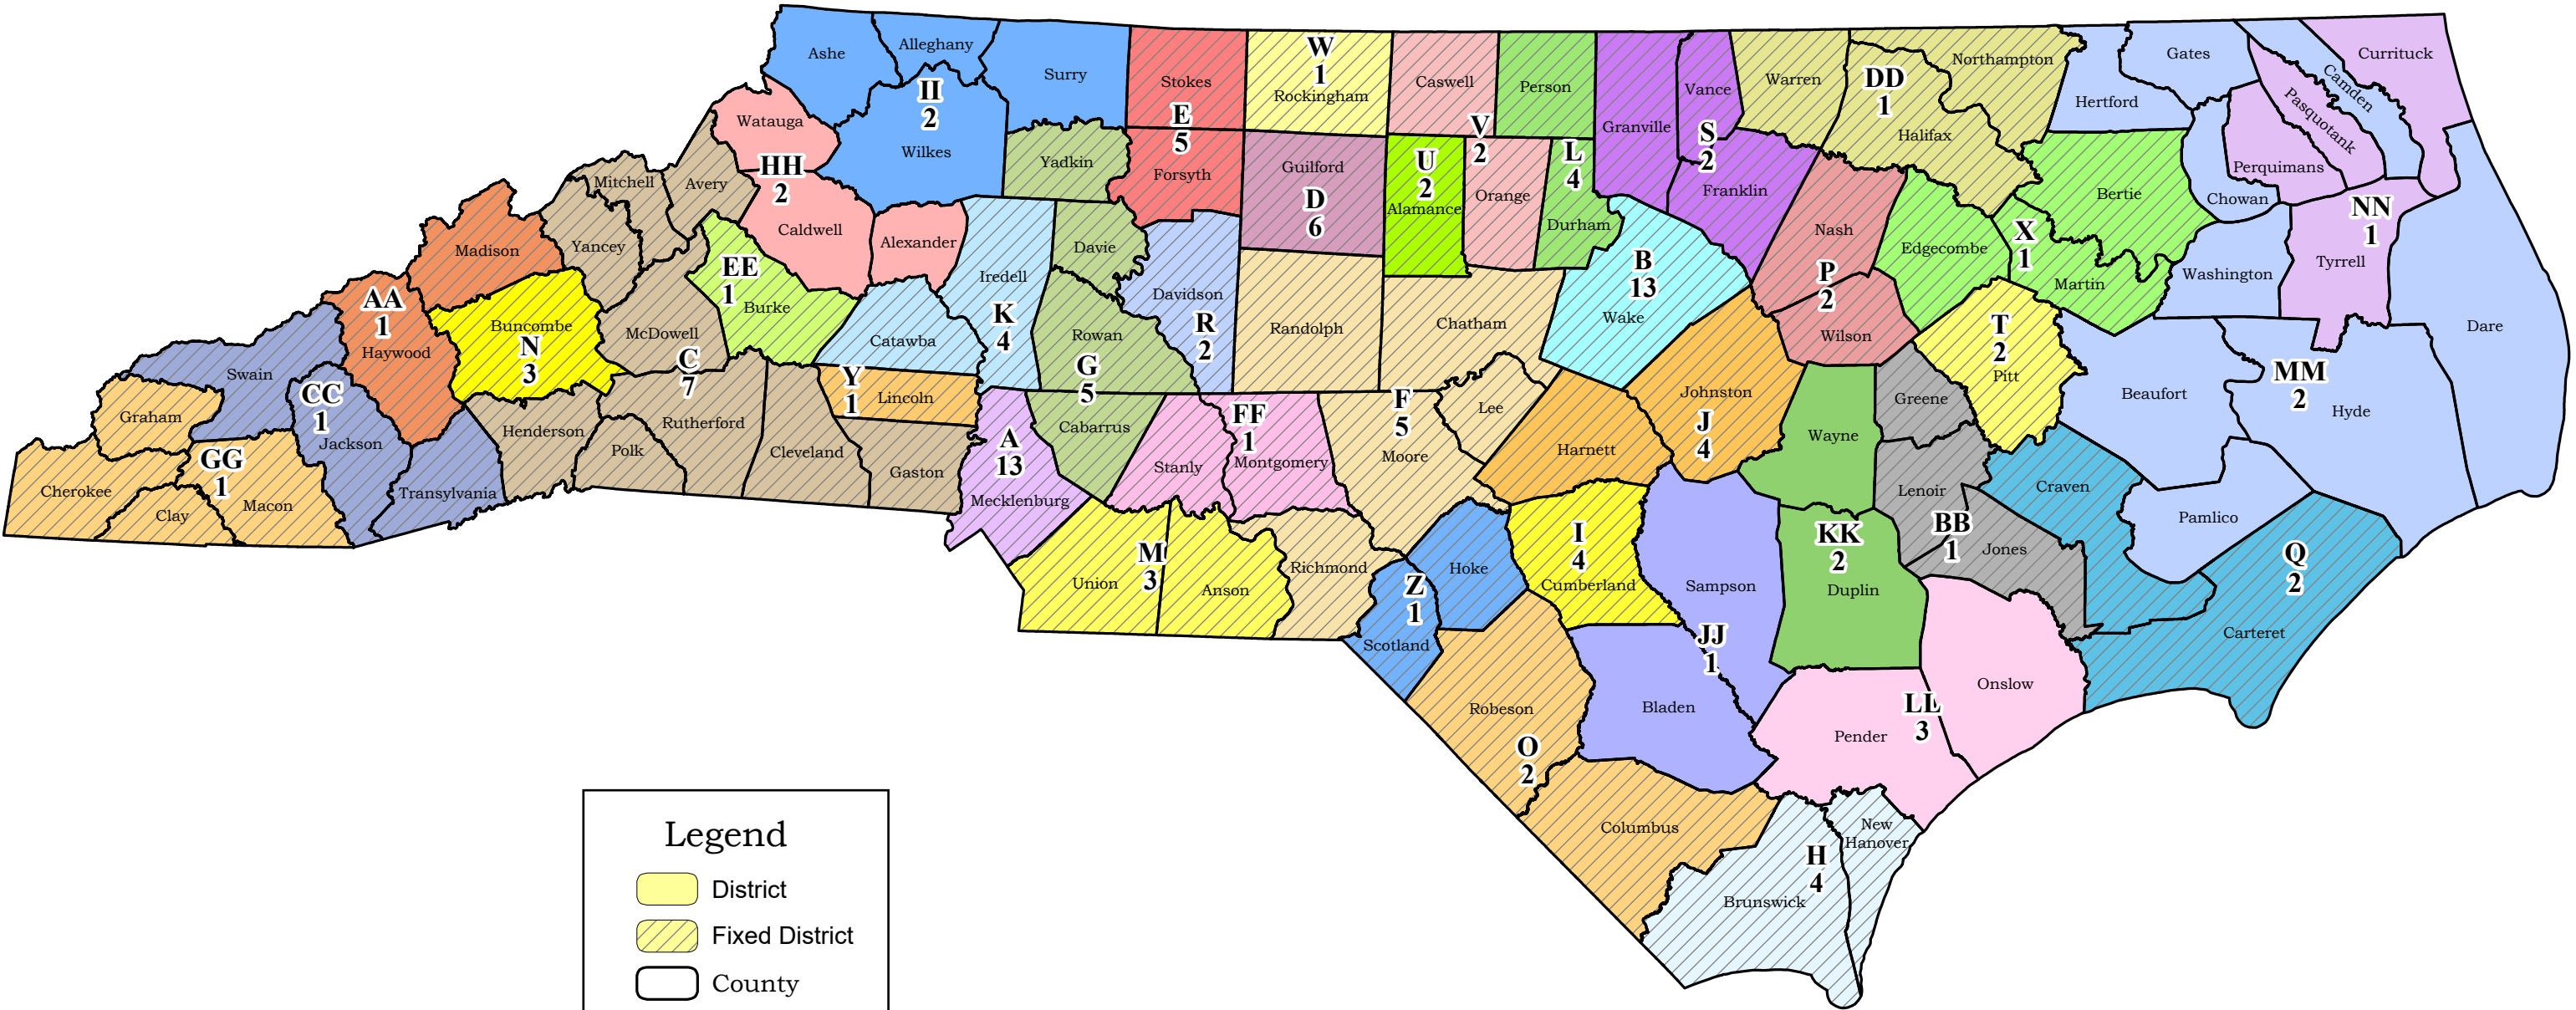 Ashe
Alleghany
Surry
Stokes
W
1
Rockingham
Caswell
Person
Granville
Vance
Warren
DD
1
Northampton
Halifax
Hertford
Gates
Camden
Currituck
Pasquotank
Perquimans
Chowan
II
2
Wilkes
Watauga
HH
2
Caldwell
Alexander
Yadkin
E
5
Forsyth
Guilford
D
6
U
2
Alamance
V
2
Orange
L
4
Durham
S
2
Franklin
Nash
P
2
Wilson
Edgecombe
X
1
Bertie
Martin
Washington
NN
1
Tyrrell
Dare
Mitchell
Avery
Yancey
Madison
AA
1
Haywood
Buncombe
N
3
McDowell
EE
1
Burke
C
7
Catawba
Iredell
K
4
Davie
Davidson
R
2
Rowan
G
5
Randolph
Chatham
B
13
Wake
Johnston
J
4
T
2
Pitt
Beaufort
MM
2
Hyde
Swain
Graham
CC
1
Jackson
Cherokee
Clay
GG
1
Macon
Transylvania
Henderson
Polk
Rutherford
Cleveland
Y
1
Lincoln
Gaston
A
13
Mecklenburg
Cabarrus
Stanly
FF
1
Montgomery
F
5
Moore
Lee
Harnett
Wayne
Greene
Lenoir
BB
1
Jones
Craven
Pamlico
Q
2
Carteret
M
3
Union
Anson
Richmond
Z
1
Scotland
Hoke
I
4
Cumberland
Sampson
JJ
1
Bladen
KK
2
Duplin
Onslow
LL
3
Pender
Robeson
O
2
Columbus
H
4
Brunswick
New
Hanover
Legend
District
Fixed District
County